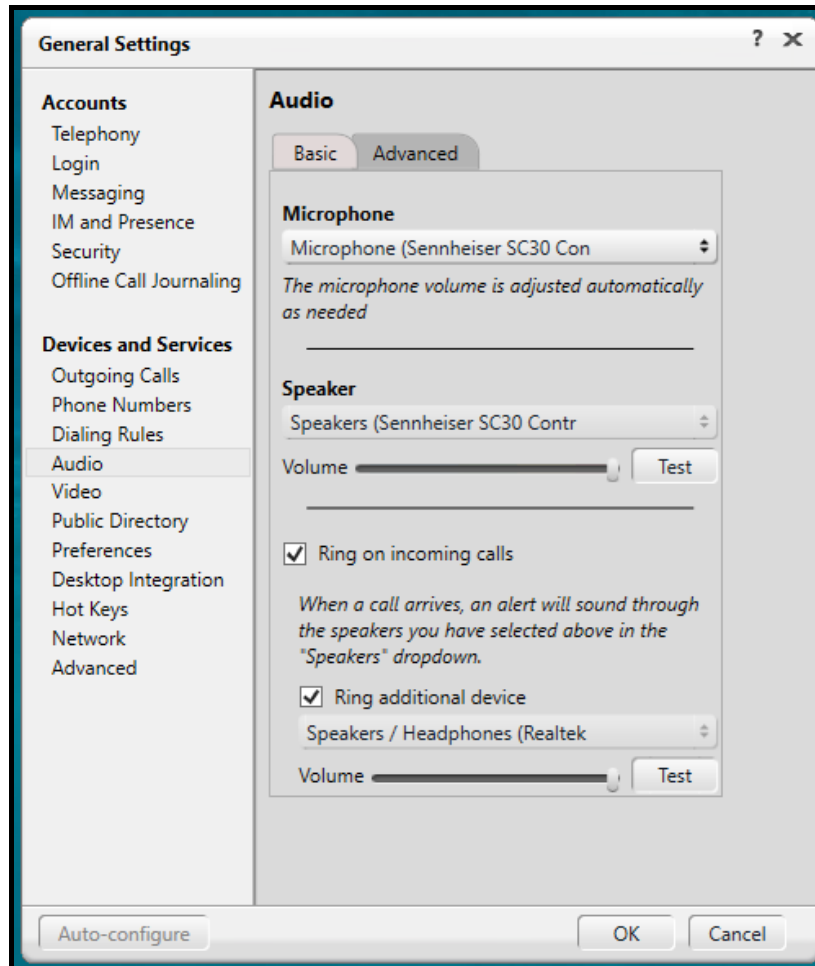 General Settings
?
Accounts
Telephony
Login
Messaging
IM and Presence
Security
Offline Call Journaling
Devices and Services
Outgoing Calls
Phone Numbers
Dialing Rules
Audio
Video
Public Directory
Preferences
Desktop Integration
Hot Keys
Network
Advanced
Audio
Basic Advanced
Microphone
Microphone (Sennheiser SC30 Con
The microphone volume is adjusted automatically
as needed
Speaker
Speakers (Sennheiser SC30 Contr
Volume Test
Ring on incoming calls
When a call arrives, an alert will sound through
the speakers you have selected above in the
"Speakers" dropdown.
Ring additional device
Speakers / Headphones (Realtek
Volume Test
Auto-configure OK Cancel